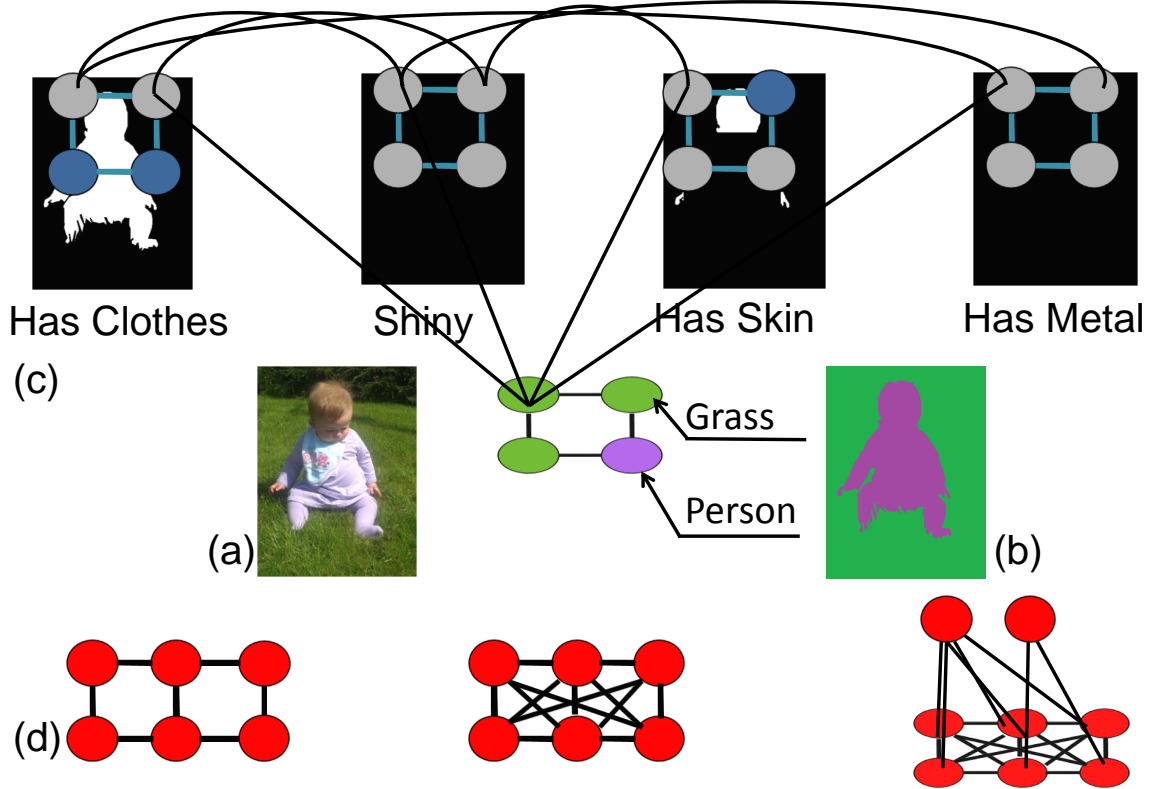 Has Clothes
Shiny
Has Skin
Has Metal
(c)
Grass
Person
(a)
(b)
(d)